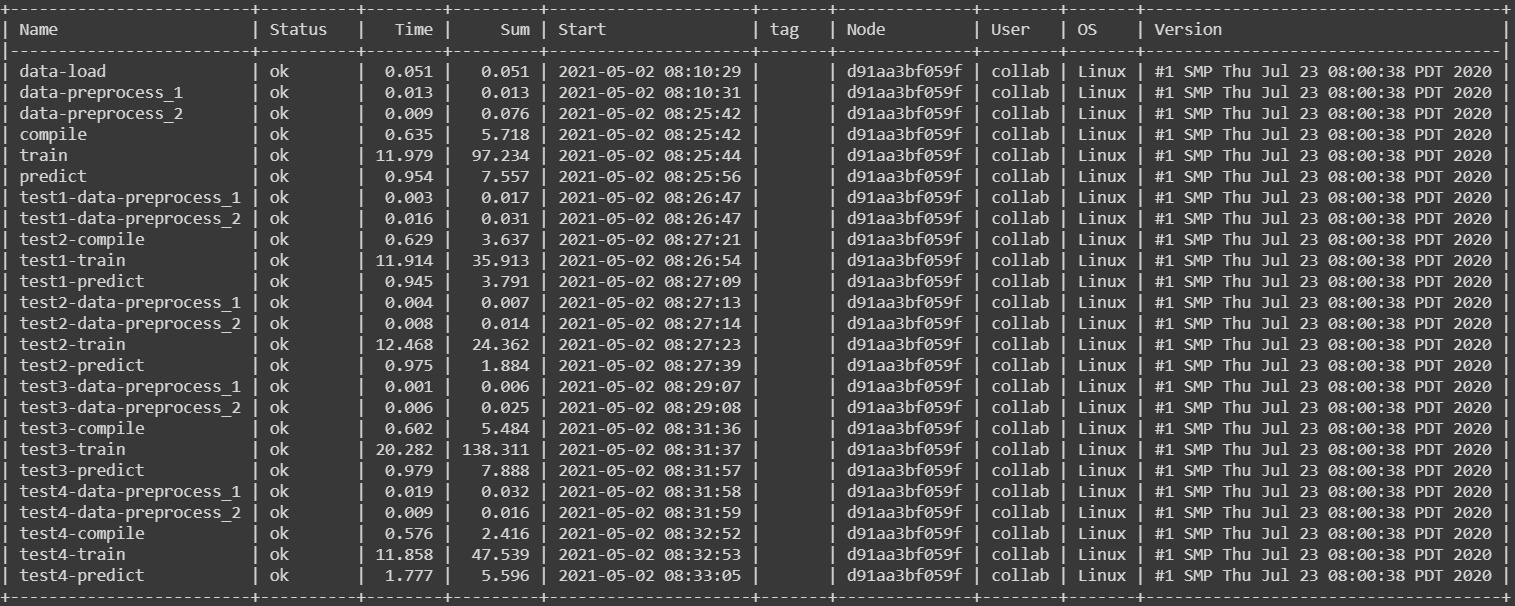 | Name | Status | Time | Sum | Start | tag | Node | User | OS | Version |
| data-load | ok | 0.051 | 0.051 | 2021-05-02 08:10:29 | | d91aa3bf059f | collab | Linux | #1 SMP Thu Jul 23 08:00:38 PDT 2020 |
| data-preprocess_1 | ok | 0.013 | 0.013 | 2021-05-02 08:10:31 | | d91aa3bf059f | collab | Linux | #1 SMP Thu Jul 23 08:00:38 PDT 2020 |
| data-preprocess_2 | ok | 0.009 | 0.076 | 2021-05-02 08:25:42 | | d91aa3bf059f | collab | Linux | #1 SMP Thu Jul 23 08:00:38 PDT 2020 |
| compile | ok | 0.635 | 5.718 | 2021-05-02 08:25:42 | | d91aa3bf059f | collab | Linux | #1 SMP Thu Jul 23 08:00:38 PDT 2020 |
| train | ok | 11.979 | 97.234 | 2021-05-02 08:25:44 | | d91aa3bf059f | collab | Linux | #1 SMP Thu Jul 23 08:00:38 PDT 2020 |
| predict | ok | 0.954 | 7.557 | 2021-05-02 08:25:56 | | d91aa3bf059f | collab | Linux | #1 SMP Thu Jul 23 08:00:38 PDT 2020 |
| test1-data-preprocess_1 | ok | 0.003 | 0.017 | 2021-05-02 08:26:47 | | d91aa3bf059f | collab | Linux | #1 SMP Thu Jul 23 08:00:38 PDT 2020 |
| test1-data-preprocess_2 | ok | 0.016 | 0.031 | 2021-05-02 08:26:47 | | d91aa3bf059f | collab | Linux | #1 SMP Thu Jul 23 08:00:38 PDT 2020 |
| test2-compile | ok | 0.629 | 3.637 | 2021-05-02 08:27:21 | | d91aa3bf059f | collab | Linux | #1 SMP Thu Jul 23 08:00:38 PDT 2020 |
| test1-train | ok | 11.914 | 35.913 | 2021-05-02 08:26:54 | | d91aa3bf059f | collab | Linux | #1 SMP Thu Jul 23 08:00:38 PDT 2020 |
| test1-predict | ok | 0.945 | 3.791 | 2021-05-02 08:27:09 | | d91aa3bf059f | collab | Linux | #1 SMP Thu Jul 23 08:00:38 PDT 2020 |
| test2-data-preprocess_1 | ok | 0.004 | 0.007 | 2021-05-02 08:27:13 | | d91aa3bf059f | collab | Linux | #1 SMP Thu Jul 23 08:00:38 PDT 2020 |
| test2-data-preprocess_2 | ok | 0.008 | 0.014 | 2021-05-02 08:27:14 | | d91aa3bf059f | collab | Linux | #1 SMP Thu Jul 23 08:00:38 PDT 2020 |
| test2-train | ok | 12.468 | 24.362 | 2021-05-02 08:27:23 | | d91aa3bf059f | collab | Linux | #1 SMP Thu Jul 23 08:00:38 PDT 2020 |
| test2-predict | ok | 0.975 | 1.884 | 2021-05-02 08:27:39 | | d91aa3bf059f | collab | Linux | #1 SMP Thu Jul 23 08:00:38 PDT 2020 |
| test3-data-preprocess_1 | ok | 0.001 | 0.006 | 2021-05-02 08:29:07 | | d91aa3bf059f | collab | Linux | #1 SMP Thu Jul 23 08:00:38 PDT 2020 |
| test3-data-preprocess_2 | ok | 0.006 | 0.025 | 2021-05-02 08:29:08 | | d91aa3bf059f | collab | Linux | #1 SMP Thu Jul 23 08:00:38 PDT 2020 |
| test3-compile | ok | 0.602 | 5.484 | 2021-05-02 08:31:36 | | d91aa3bf059f | collab | Linux | #1 SMP Thu Jul 23 08:00:38 PDT 2020 |
| test3-train | ok | 20.282 | 138.311 | 2021-05-02 08:31:37 | | d91aa3bf059f | collab | Linux | #1 SMP Thu Jul 23 08:00:38 PDT 2020 |
| test3-predict | ok | 0.979 | 7.888 | 2021-05-02 08:31:57 | | d91aa3bf059f | collab | Linux | #1 SMP Thu Jul 23 08:00:38 PDT 2020 |
| test4-data-preprocess_1 | ok | 0.019 | 0.032 | 2021-05-02 08:31:58 | | d91aa3bf059f | collab | Linux | #1 SMP Thu Jul 23 08:00:38 PDT 2020 |
| test4-data-preprocess_2 | ok | 0.009 | 0.016 | 2021-05-02 08:31:59 | | d91aa3bf059f | collab | Linux | #1 SMP Thu Jul 23 08:00:38 PDT 2020 |
| test4-compile | ok | 0.576 | 2.416 | 2021-05-02 08:32:52 | | d91aa3bf059f | collab | Linux | #1 SMP Thu Jul 23 08:00:38 PDT 2020 |
| test4-train | ok | 11.858 | 47.539 | 2021-05-02 08:32:53 | | d91aa3bf059f | collab | Linux | #1 SMP Thu Jul 23 08:00:38 PDT 2020 |
| test4-predict | ok | 1.777 | 5.596 | 2021-05-02 08:33:05 | | d91aa3bf059f | collab | Linux | #1 SMP Thu Jul 23 08:00:38 PDT 2020 |